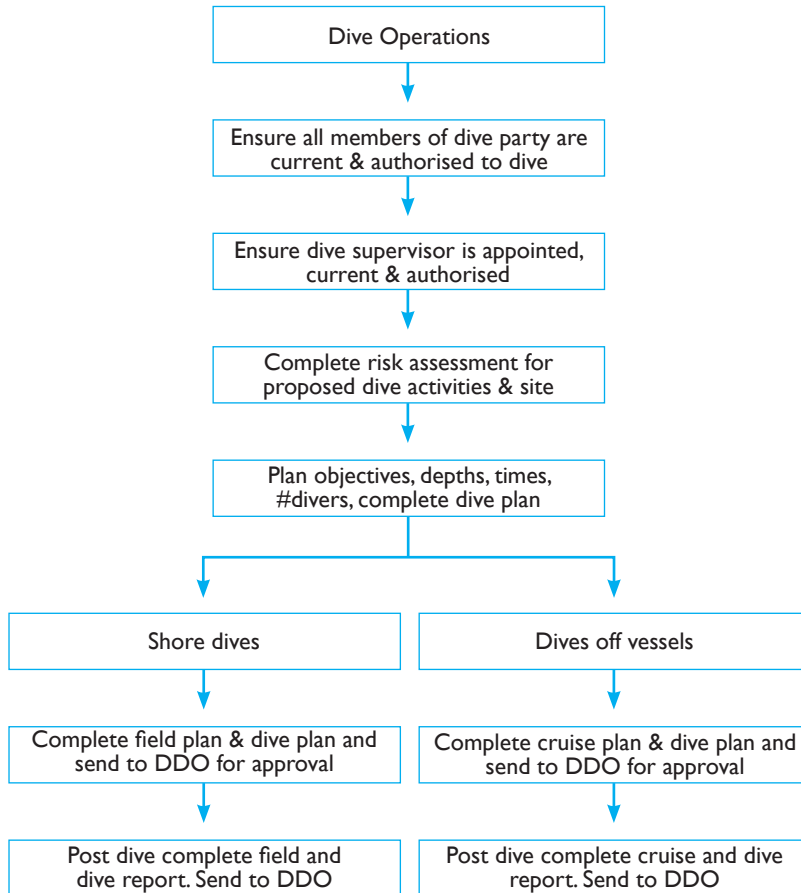 Dive Operations
Ensure all members of dive party are
current & authorised to dive
Ensure dive supervisor is appointed,
current & authorised
Complete risk assessment for
proposed dive activities & site
Plan objectives, depths, times,
#divers, complete dive plan
Shore dives
Dives off vessels
Complete field plan & dive plan and
send to DDO for approval
Complete cruise plan & dive plan and
send to DDO for approval
Post dive complete field and
dive report. Send to DDO
Post dive complete cruise and dive
report. Send to DDO